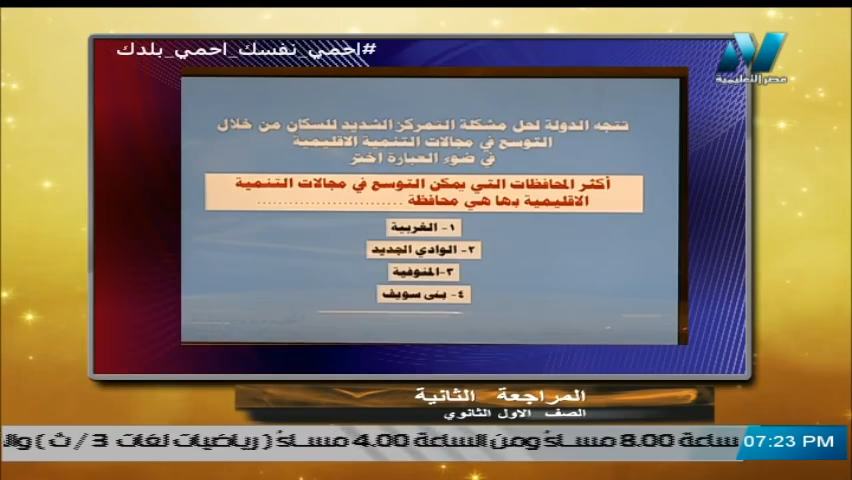 #احمي_نفسك_احمي_بلدك
مصر التعليمية
تتجه الدولة لحل مشكلة التمركز الشديد للسكان من خلال
التوسع في مجالات التنمية الاقليمية
في ضوء العبارة اختر
أكثر المحافظات التي يمكن التوسع في مجالات التنمية
الاقليمية بها هي محافظة ........................
١- الغربية
٢- الوادي الجديد
٣-المنوفية
٤- بنى سويف
المراجعة الثانية
الصف الاول الثانوي
ساعة 8.00 مساءً ومن الساعة 4.00 مساءً ( رياضيات لغات 3 / ث ) وال
07:23 PM